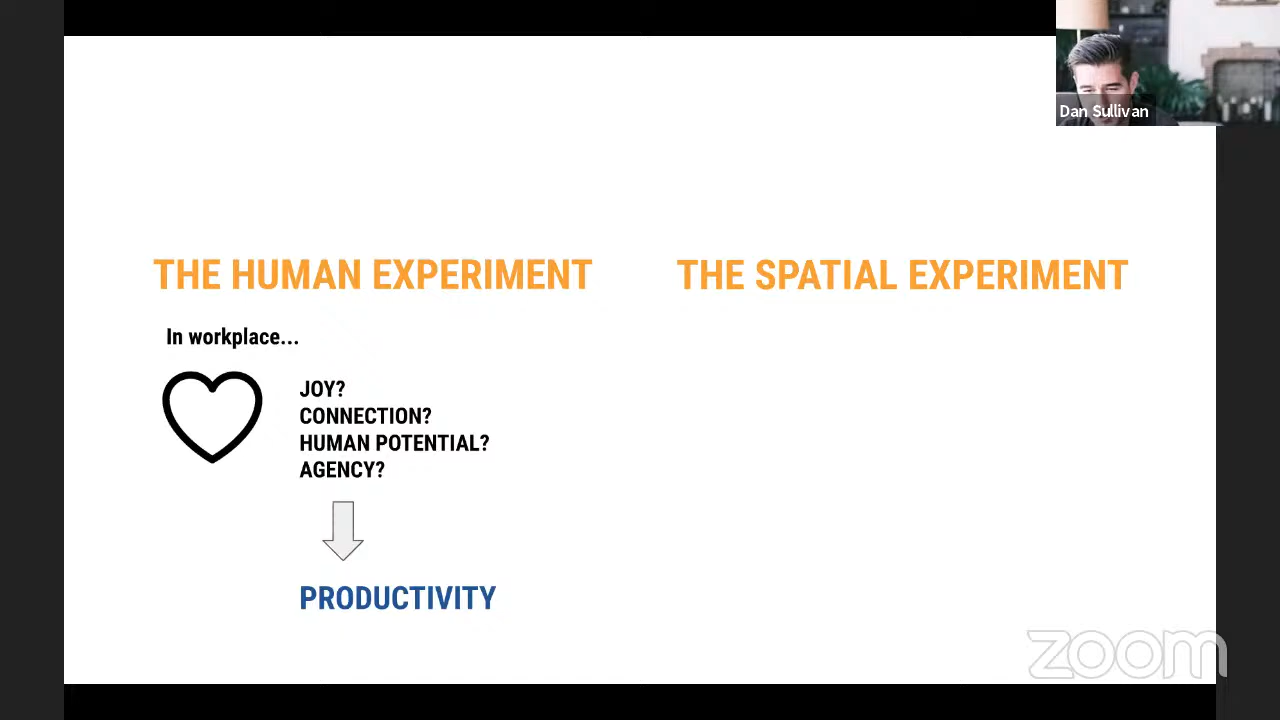 Dan Sullivan
THE HUMAN EXPERIMENT
THE SPATIAL EXPERIMENT
In workplace...
JOY?
CONNECTION?
HUMAN POTENTIAL?
AGENCY?
PRODUCTIVITY
zoom